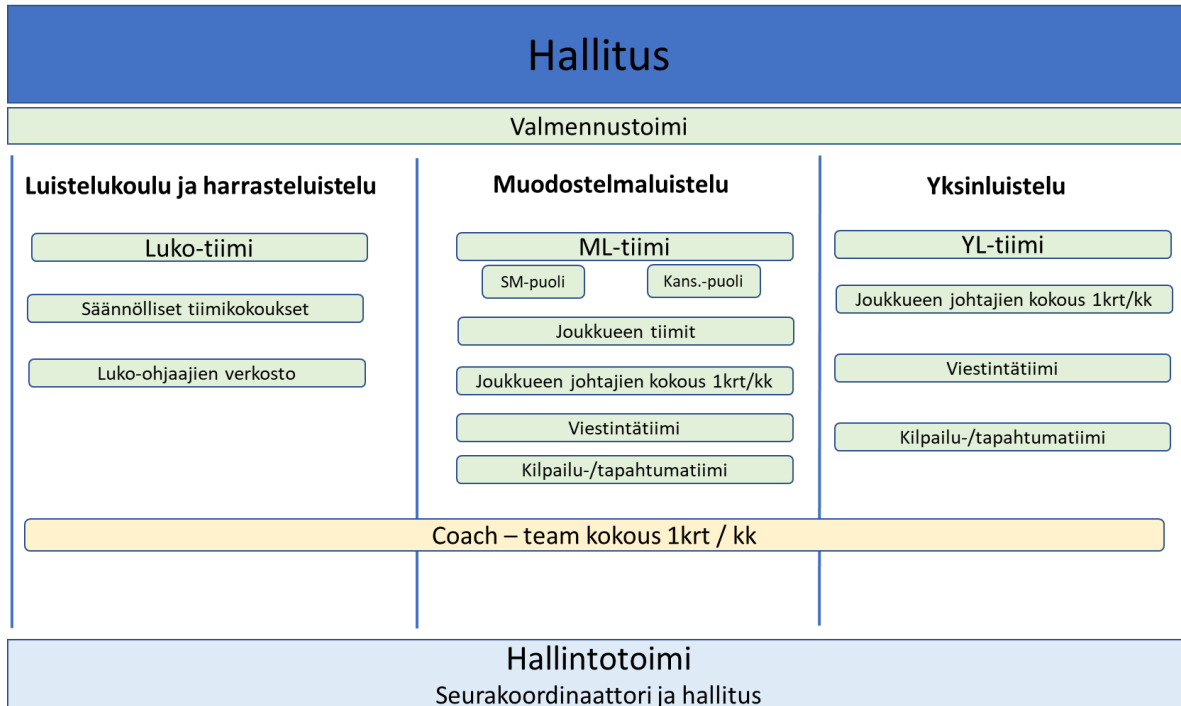 Hallitus
Valmennustoimi
Luistelukoulu ja harrasteluistelu
Luko-tiimi
Säännölliset tiimikokoukset
Luko-ohjaajien verkosto
Muodostelmaluistelu
ML-tiimi
SM-puoli
Kans.-puoli
Joukkueen tiimit
Joukkueen johtajien kokous 1krt/kk
Viestintätiimi
Kilpailu-/tapahtumatiimi
Yksinluistelu
YL-tiimi
Joukkueen johtajien kokous 1krt/kk
Viestintätiimi
Kilpailu-/tapahtumatiimi
Coach – team kokous 1krt / kk
Hallintotoimi
Seurakoordinaattori ja hallitus